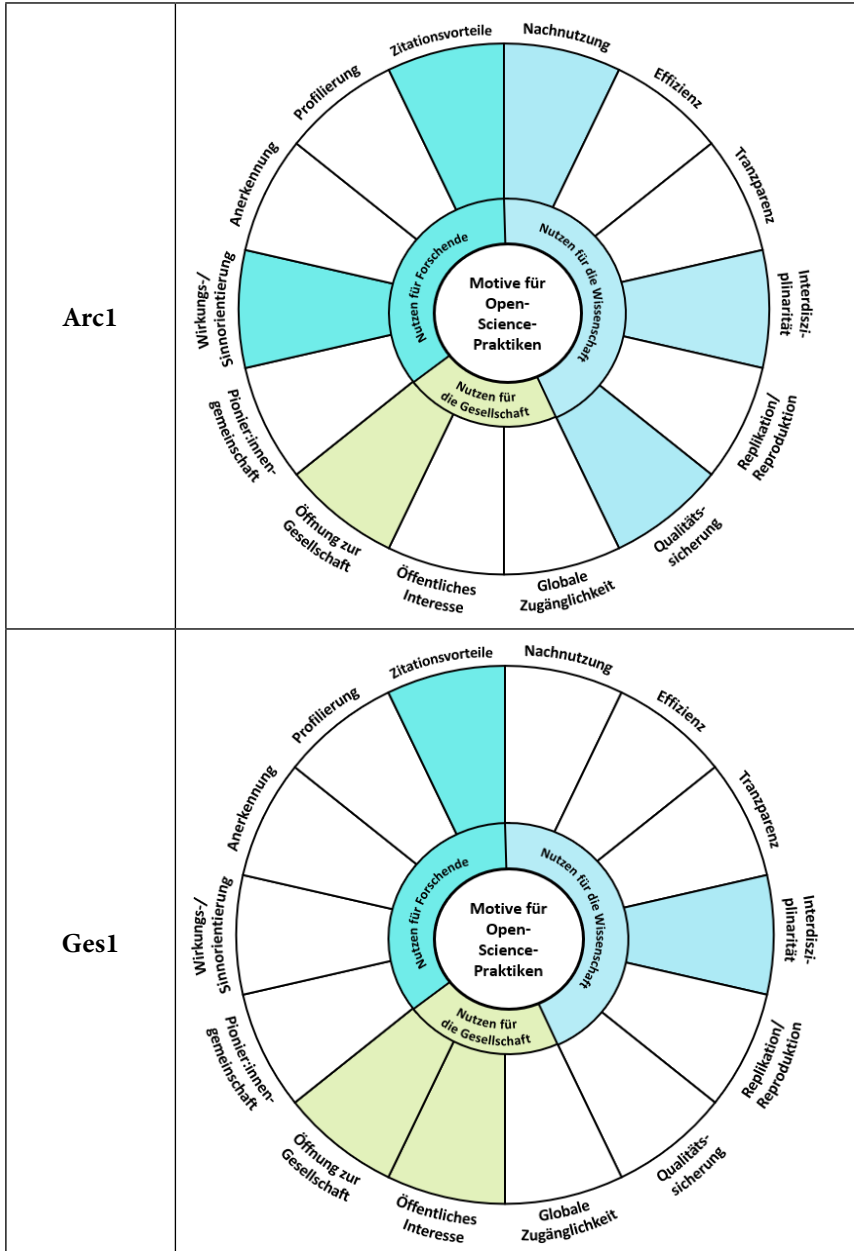 Arc1
Zitationsvorteile
Nachnutzung
Effizienz
Tranzparenz
Interdiszi-
plinarität
Replikation/
Reproduktion
Qualitäts-
sicherung
Globale
Zugänglichkeit
Öffentliches
Interesse
Öffnung zur
Gesellschaft
Pionier:innen-
gemeinschaft
Wirkungs-/
Sinnorientierung
Anerkennung
Profilierung
Nutzen für Forschende
Nutzen für die Wissenschaft
Nutzen für
die Gesellschaft
Motive für
Open-
Science-
Praktiken
Ges1
Zitationsvorteile
Nachnutzung
Effizienz
Tranzparenz
Interdiszi-
plinarität
Replikation/
Reproduktion
Qualitäts-
sicherung
Globale
Zugänglichkeit
Öffentliches
Interesse
Öffnung zur
Gesellschaft
Pionier:innen-
gemeinschaft
Wirkungs-/
Sinnorientierung
Anerkennung
Profilierung
Nutzen für Forschende
Nutzen für die Wissenschaft
Nutzen für
die Gesellschaft
Motive für
Open-
Science-
Praktiken